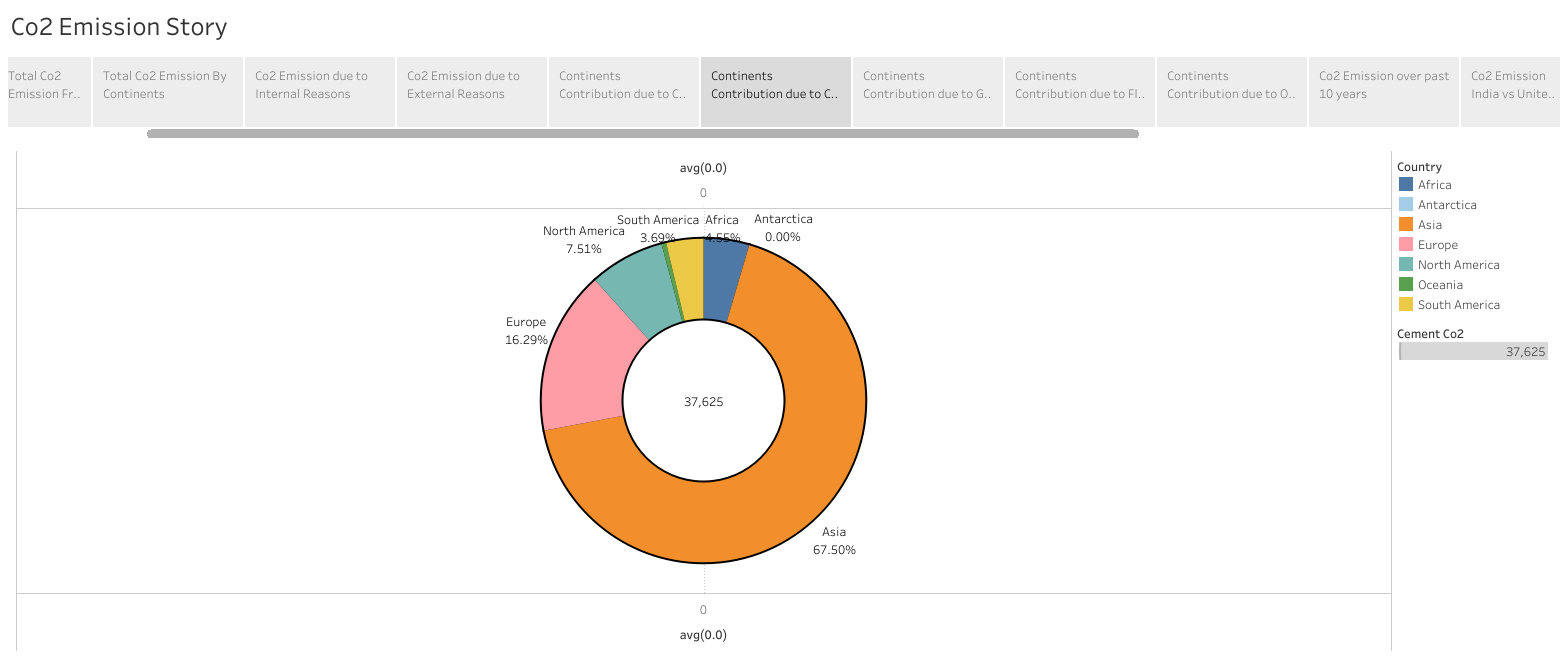 Co2 Emission Story
Total Co2
Emission Fr..
Total Co2 Emission By
Continents
Co2 Emission due to
Internal Reasons
Co2 Emission due to
External Reasons
Continents
Contribution due to C..
Continents
Contribution due to C..
Continents
Contribution due to G..
Continents
Contribution due to Fl..
Continents
Contribution due to O..
Co2 Emission over past
10 years
Co2 Emission
India vs Unite..
avg(0.0)
0
South America
3.69%
Africa
4.55%
Antarctica
0.00%
North America
7.51%
Europe
16.29%
37,625
Asia
67.50%
0
avg(0.0)
Country
Africa
Antarctica
Asia
Europe
North America
Oceania
South America
Cement Co2
37,625